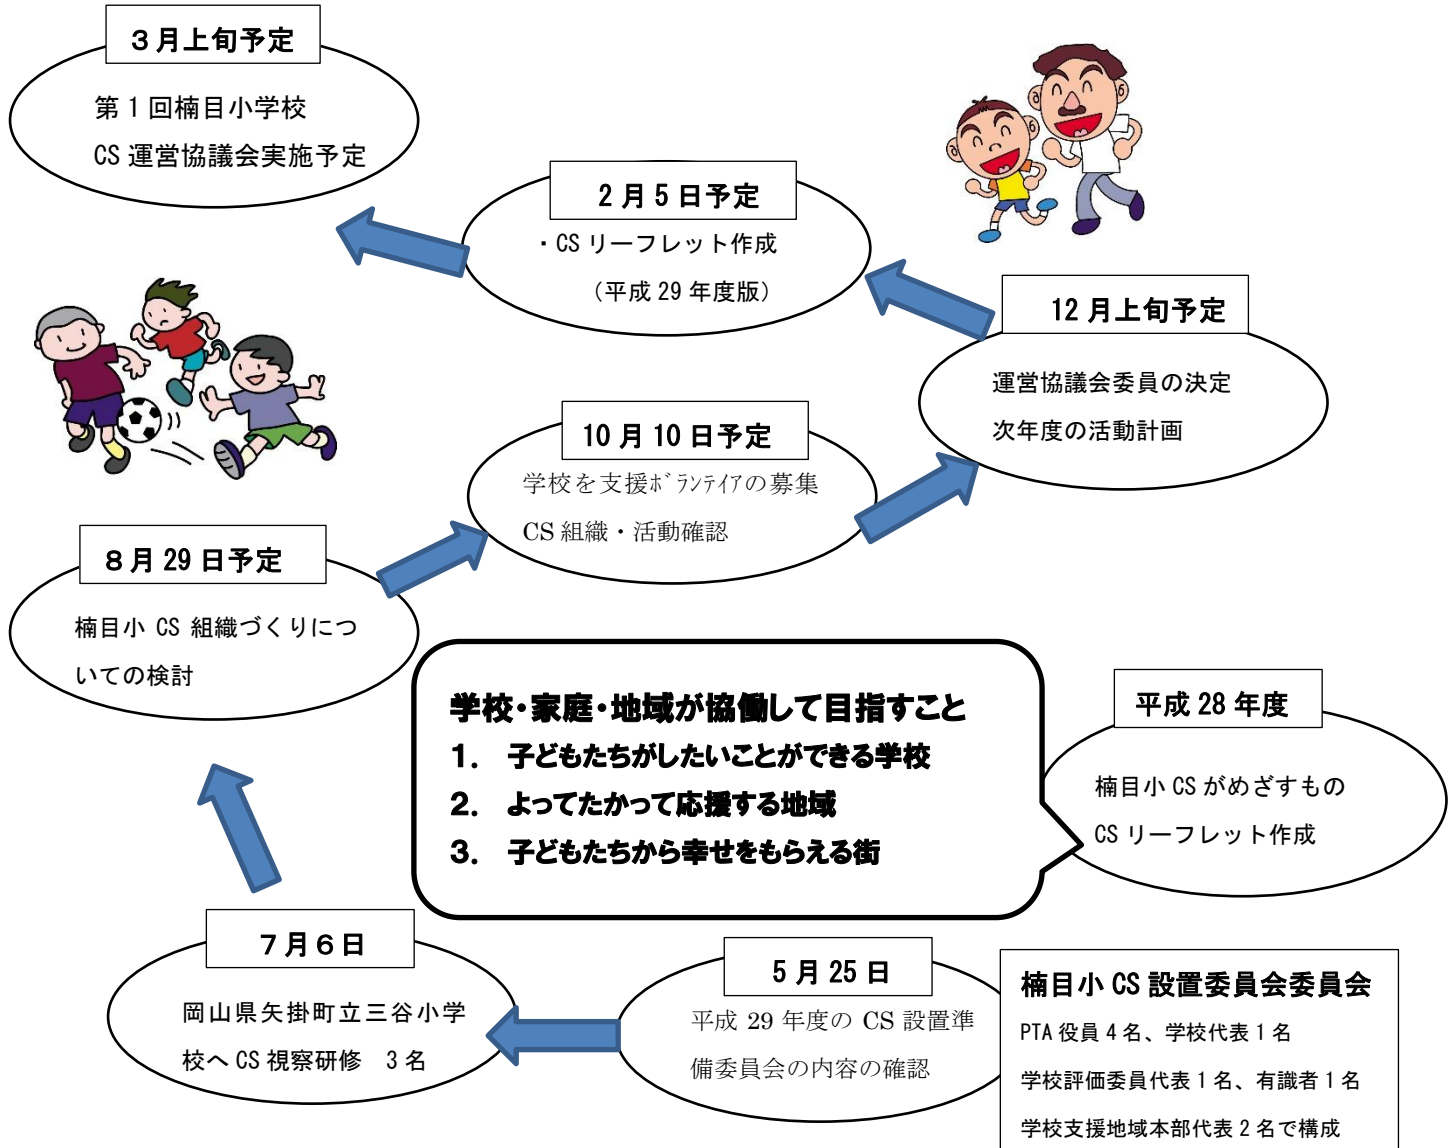 3月上旬予定
第1回楠目小学校
CS 運営協議会実施予定
2月5日予定
・CS リーフレット作成
（平成 29 年度版）
12 月上旬予定
運営協議会委員の決定
次年度の活動計画
10 月 10 日予定
学校を支援ﾎﾞﾗﾝﾃｨｱの募集
CS 組織・活動確認
８月 29 日予定
楠目小 CS 組織づくりにつ
いての検討
学校・家庭・地域が協働して目指すこと
１． 子どもたちがしたいことができる学校
２． よってたかって応援する地域
３． 子どもたちから幸せをもらえる街
平成 28 年度
楠目小 CS がめざすもの
CS リーフレット作成
７月６日
岡山県矢掛町立三谷小学
校へ CS 視察研修　3 名
5 月 25 日
平成 29 年度の CS 設置準
備委員会の内容の確認
楠目小 CS 設置委員会委員会
PTA 役員 4 名、学校代表 1 名
学校評価委員代表 1 名、有識者 1 名
学校支援地域本部代表 2 名で構成